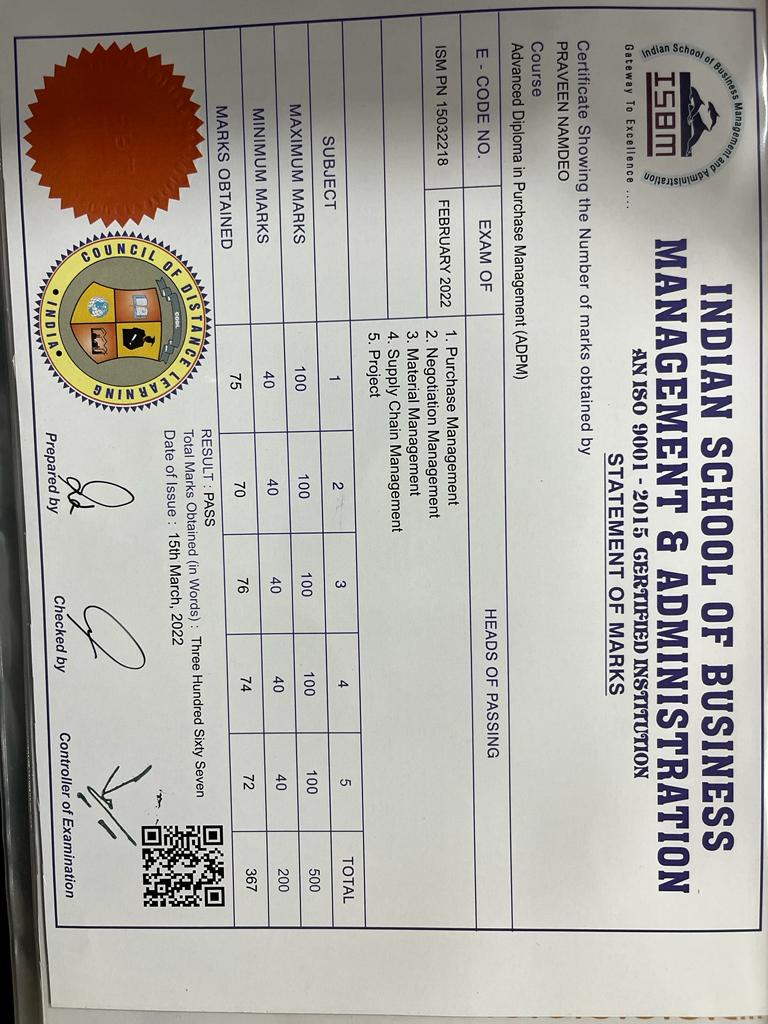 Indian School of Business Management and Administration
ISBM
Gateway To Excellence ....
INDIAN SCHOOL OF BUSINESS
MANAGEMENT & ADMINISTRATION
AN ISO 9001 - 2015 CERTIFIED INSTITUTION
STATEMENT OF MARKS
Certificate Showing the Number of marks obtained by
PRAVEEN NAMDEO
Course
Advanced Diploma in Purchase Management (ADPM)
E - CODE NO. EXAM OF HEADS OF PASSING
ISM PN 15032218 FEBRUARY 2022 1. Purchase Management
2. Negotiation Management
3. Material Management
4. Supply Chain Management
5. Project
SUBJECT 1 2 3 4 5 TOTAL
MAXIMUM MARKS 100 100 100 100 100 500
MINIMUM MARKS 40 40 40 40 40 200
MARKS OBTAINED 75 70 76 74 72 367
RESULT : PASS
Total Marks Obtained (in Words) : Three Hundred Sixty Seven
Date of Issue : 15th March, 2022
COUNCIL OF DISTANCE LEARNING
CODL
• INDIA •
Prepared by Checked by Controller of Examination